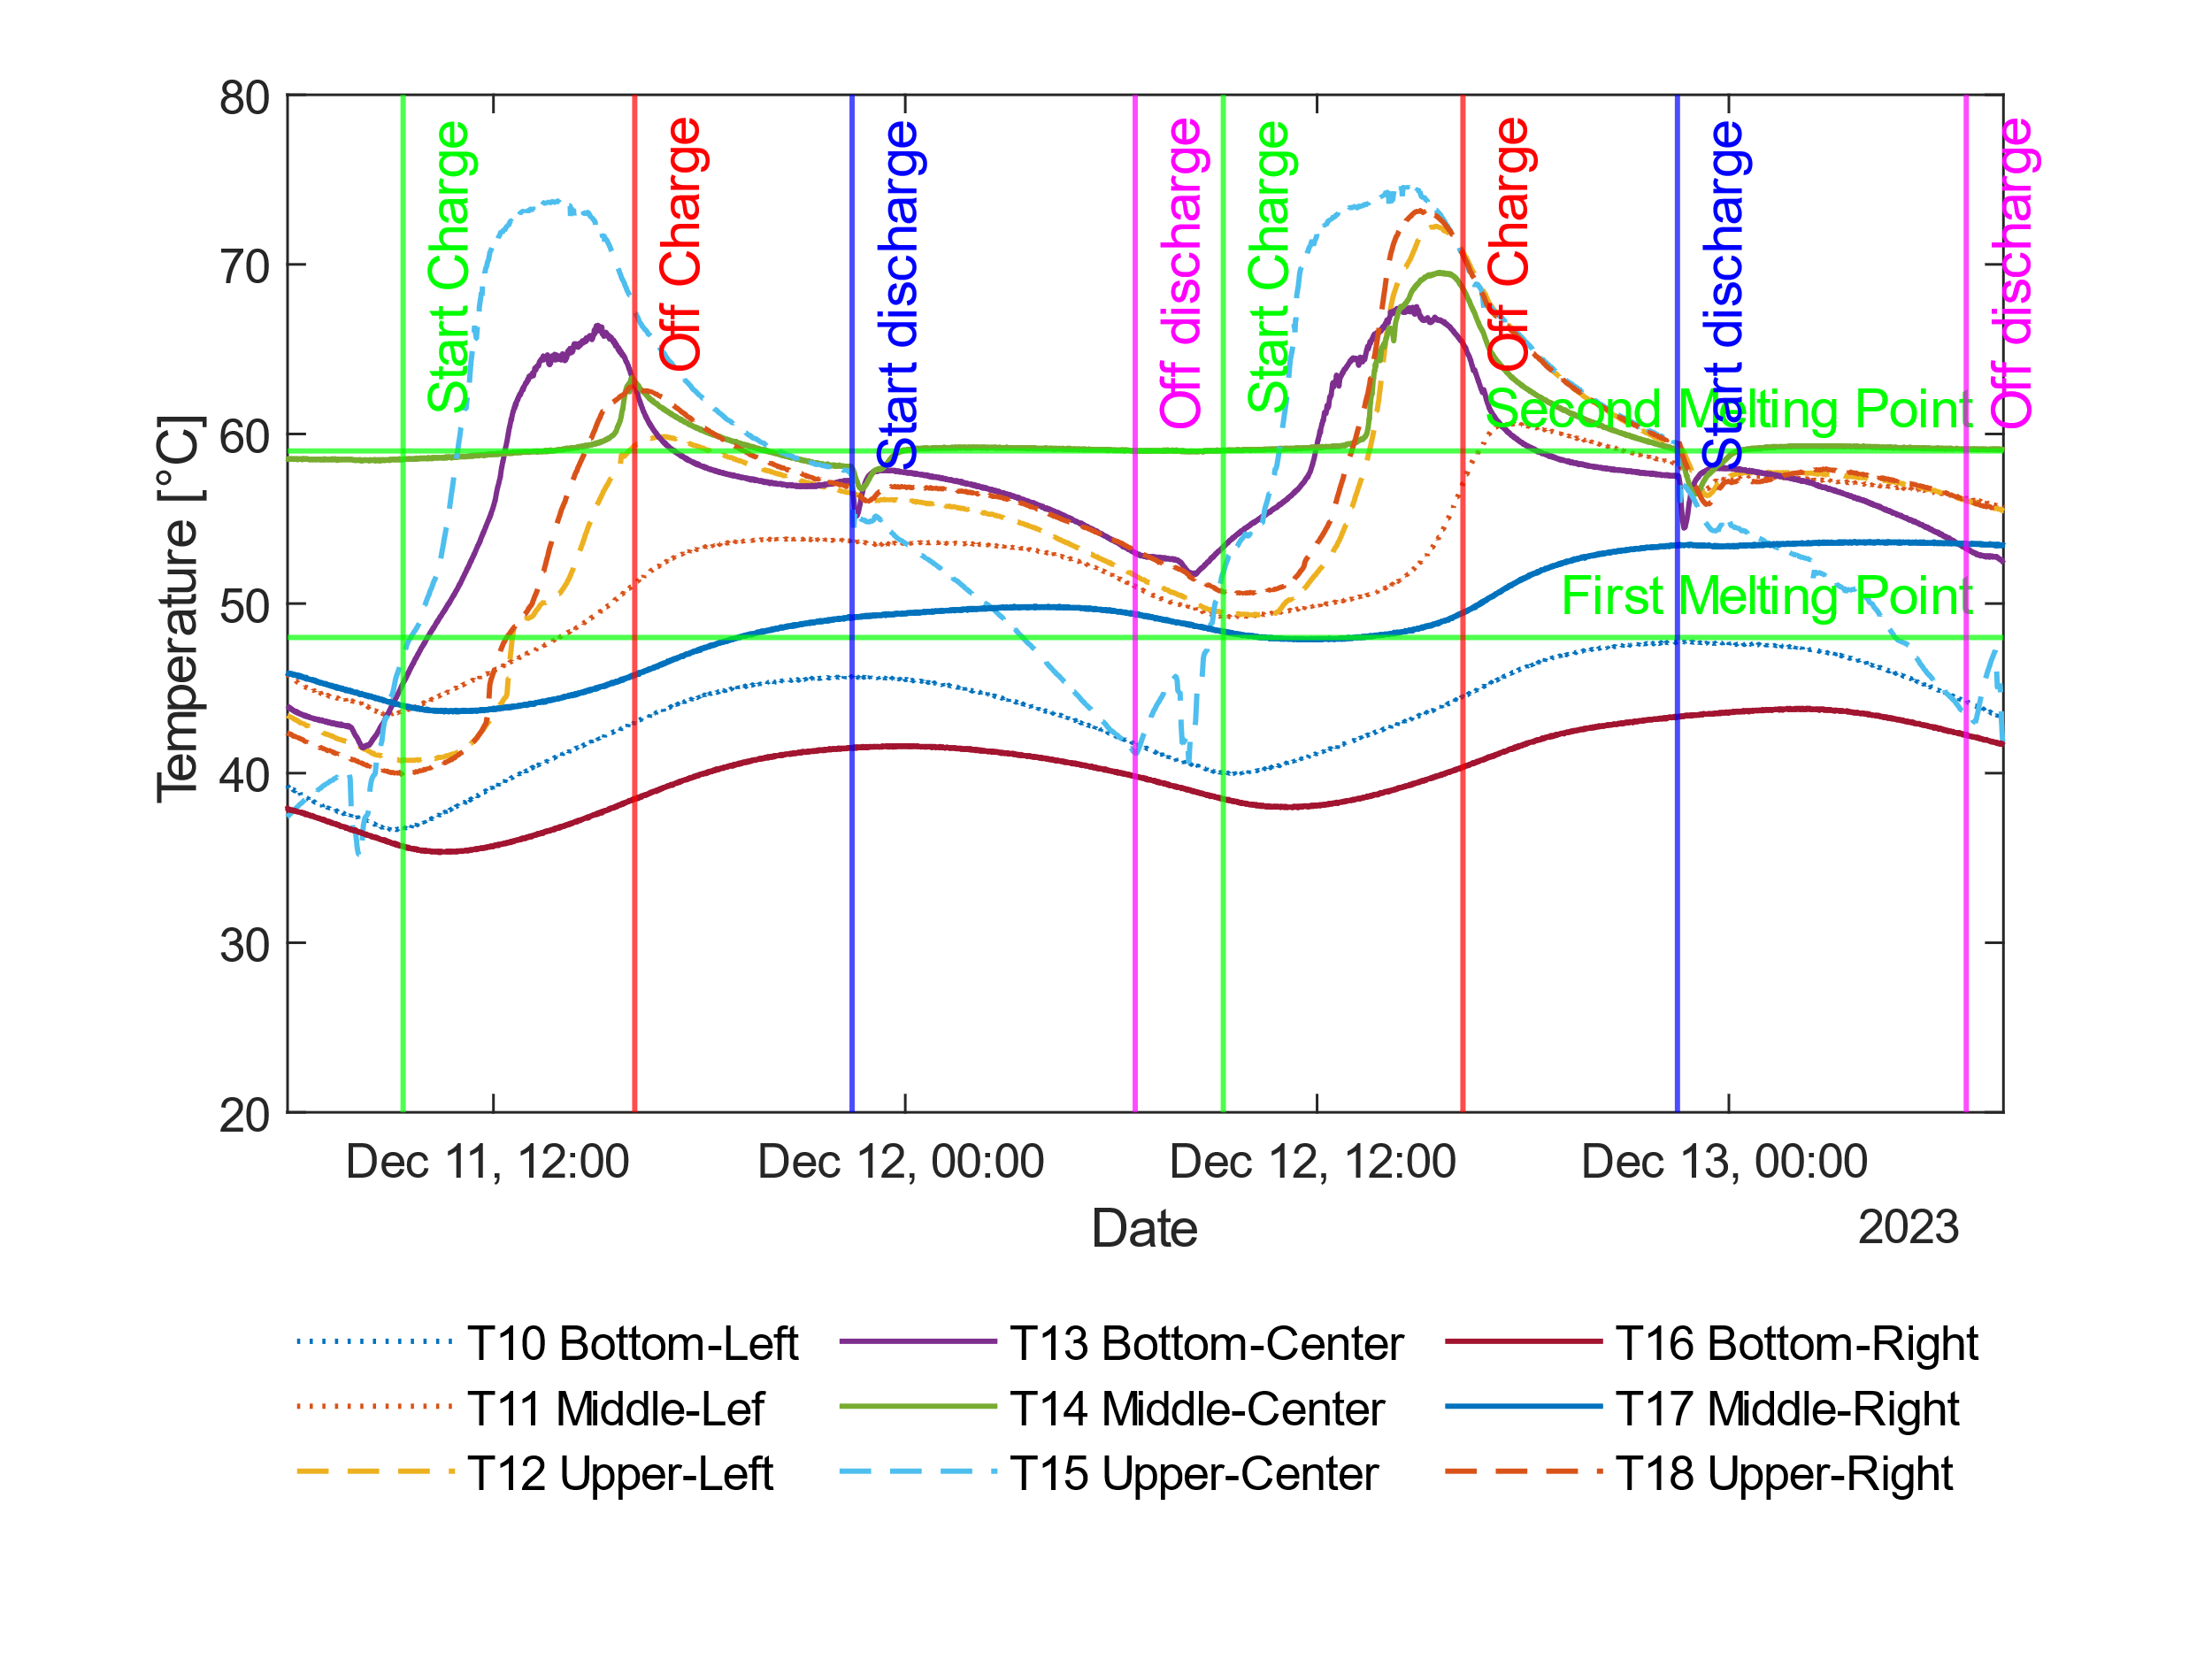 80
70
60
50
40
30
20
Temperature [°C]
Start Charge
Off Charge
Start discharge
Off discharge
Start Charge
Off Charge
Start discharge
Off discharge
Second Melting Point
First Melting Point
Dec 11, 12:00
Dec 12, 00:00
Dec 12, 12:00
Dec 13, 00:00
Date
2023
T10 Bottom-Left
T13 Bottom-Center
T16 Bottom-Right
T11 Middle-Lef
T14 Middle-Center
T17 Middle-Right
T12 Upper-Left
T15 Upper-Center
T18 Upper-Right